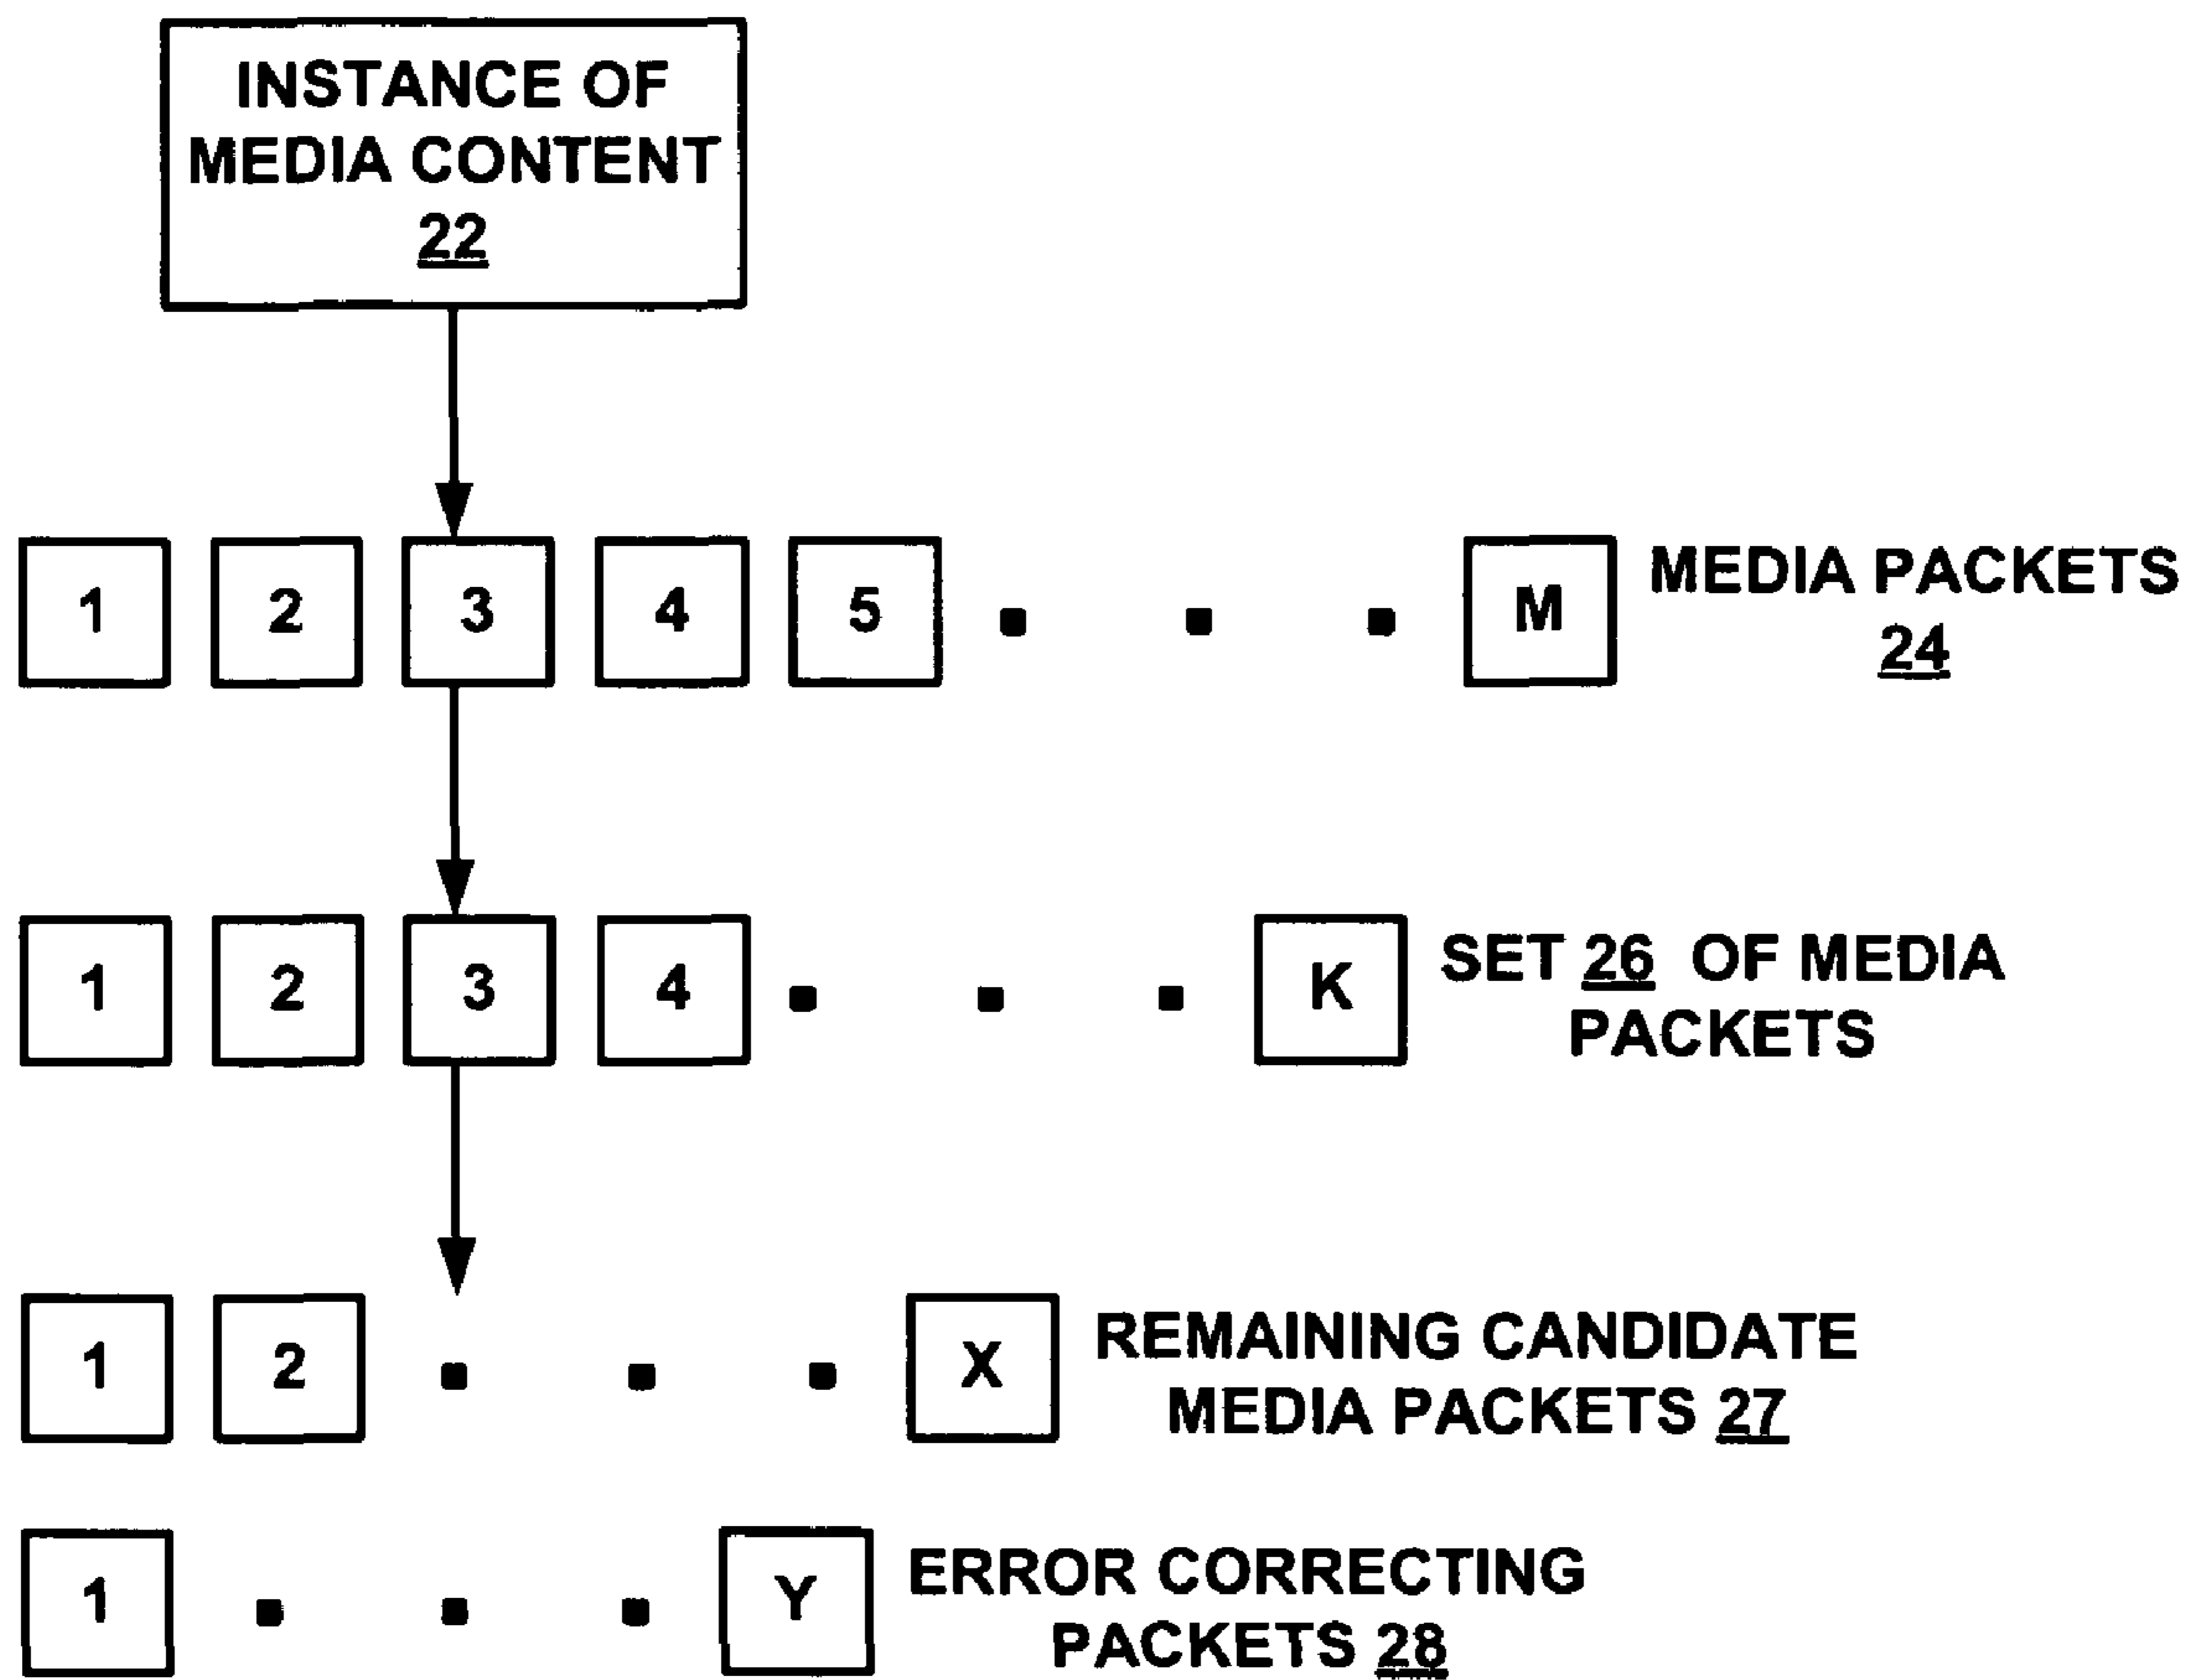 INSTANCE OF
MEDIA CONTENT
22
1 2 3 4 5 M MEDIA PACKETS
24
1 2 3 4 K SET 26 OF MEDIA
PACKETS
1 2 X REMAINING CANDIDATE
MEDIA PACKETS 27
1 Y ERROR CORRECTING
PACKETS 28